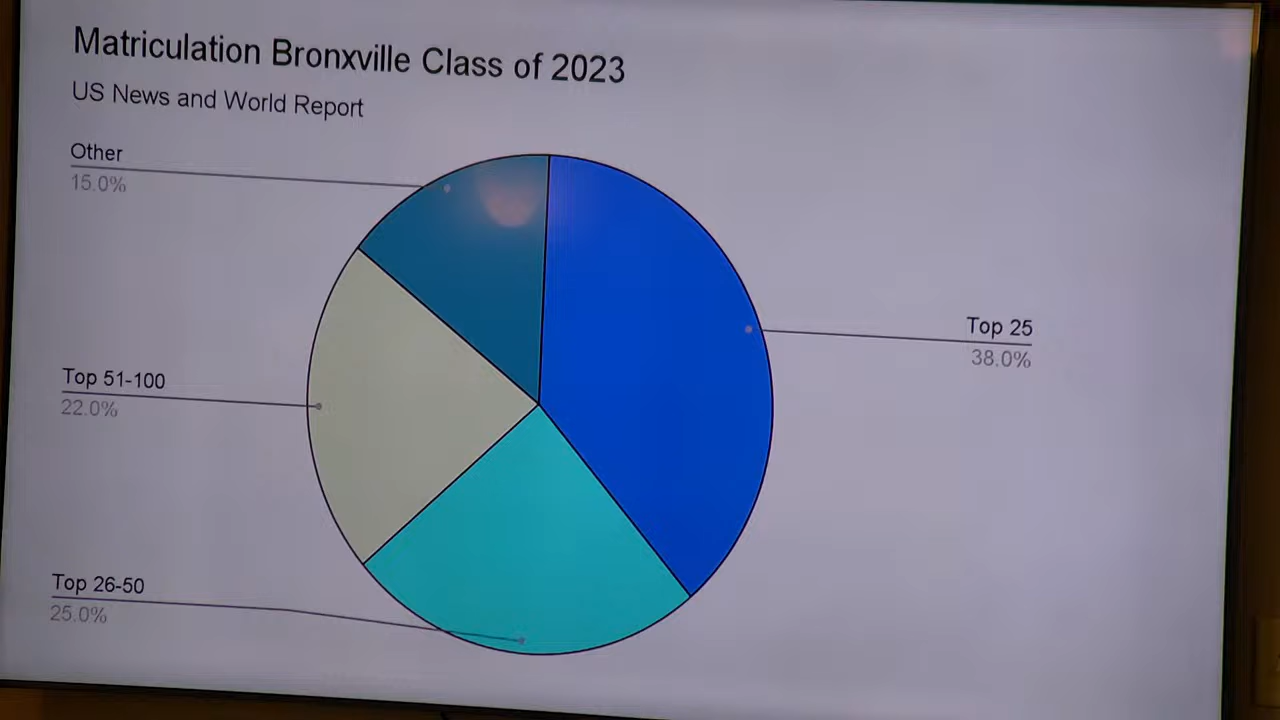 Matriculation Bronxville Class of 2023
US News and World Report
Other
15.0%
Top 25
38.0%
Top 51-100
22.0%
Top 26-50
25.0%